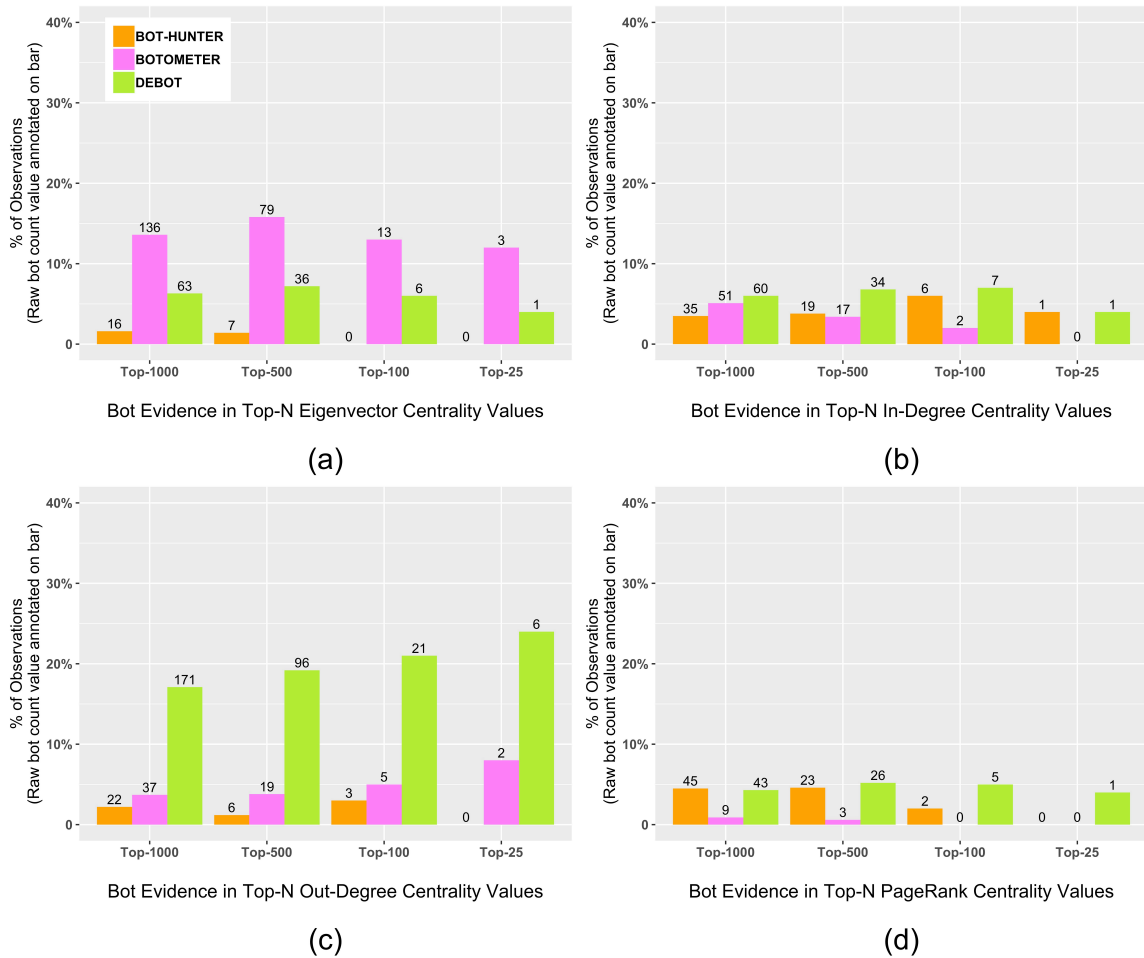 40%
30%
20%
10%
0
% of Observations
(Raw bot count value annotated on bar)
BOT-HUNTER
BOTOMETER
DEBOT
16 136 63 7 79 36 0 13 6 0 3 1
Top-1000 Top-500 Top-100 Top-25
Bot Evidence in Top-N Eigenvector Centrality Values
(a)
40%
30%
20%
10%
0
% of Observations
(Raw bot count value annotated on bar)
35 51 60 19 17 34 6 2 7 1 0 1
Top-1000 Top-500 Top-100 Top-25
Bot Evidence in Top-N In-Degree Centrality Values
(b)
40%
30%
20%
10%
0
% of Observations
(Raw bot count value annotated on bar)
22 37 171 6 19 96 3 5 21 0 2 6
Top-1000 Top-500 Top-100 Top-25
Bot Evidence in Top-N Out-Degree Centrality Values
(c)
40%
30%
20%
10%
0
% of Observations
(Raw bot count value annotated on bar)
45 9 43 23 3 26 2 0 5 0 0 1
Top-1000 Top-500 Top-100 Top-25
Bot Evidence in Top-N PageRank Centrality Values
(d)